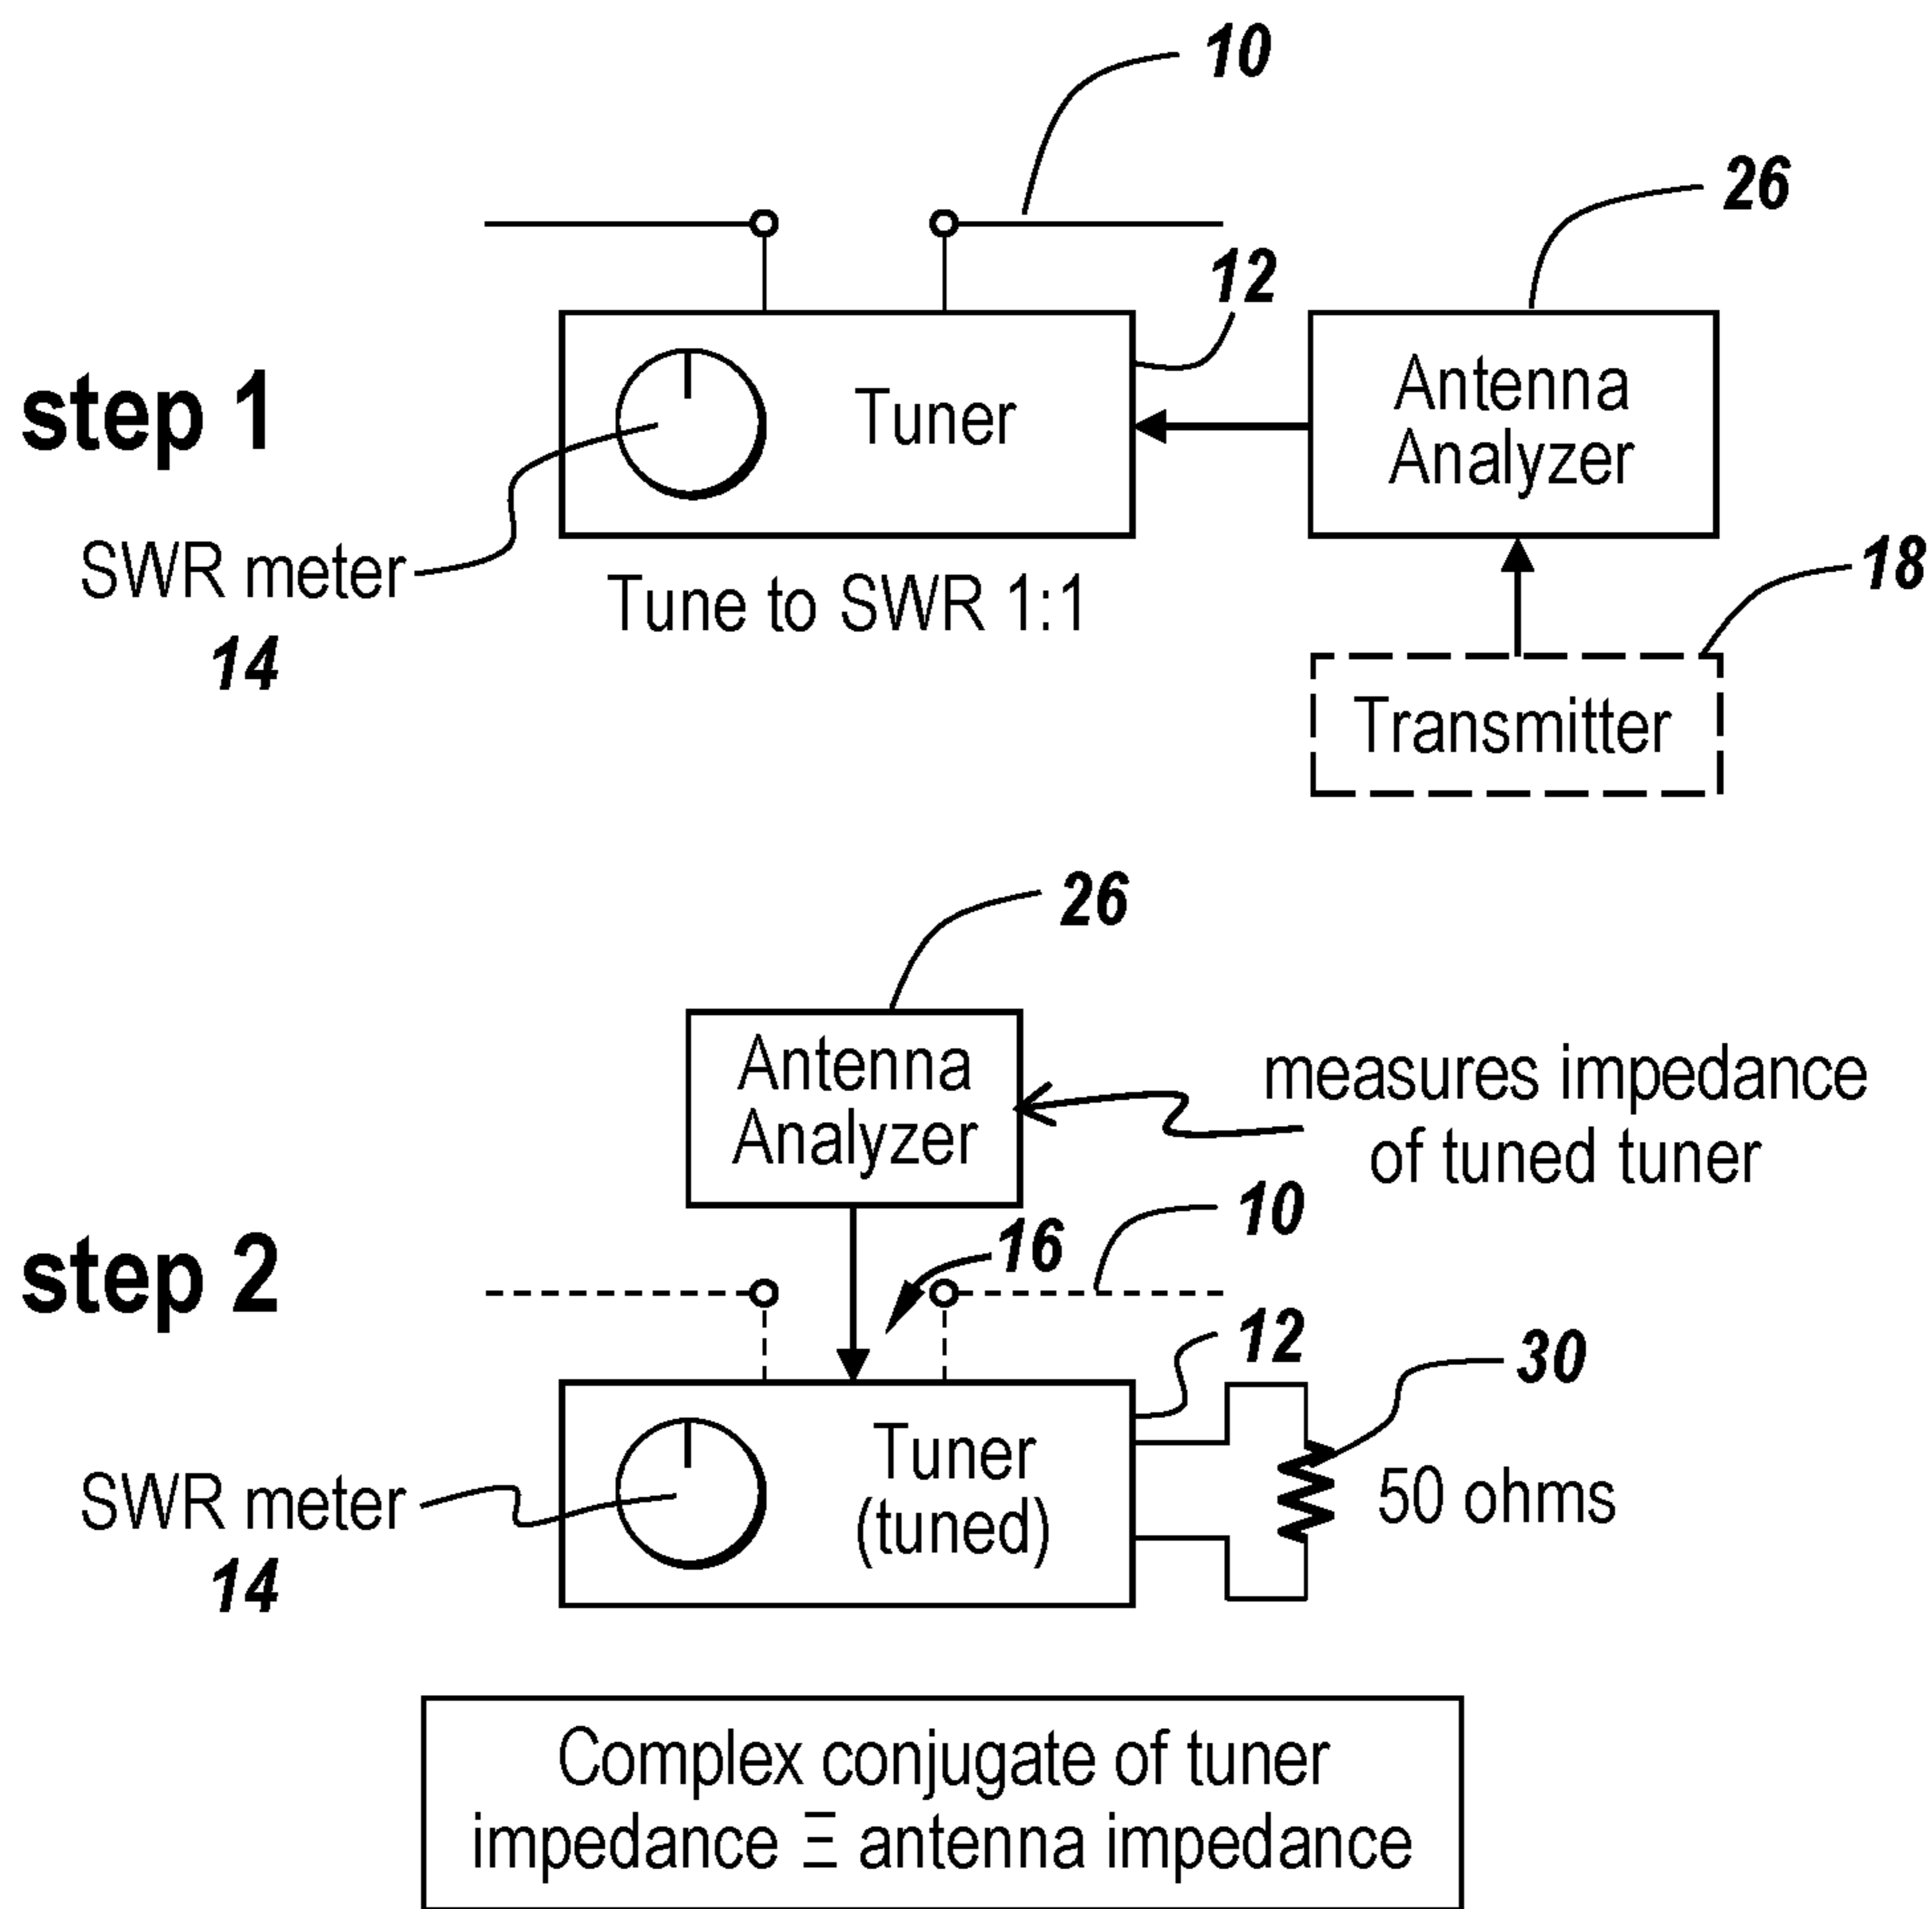 10
26
12
step 1
Tuner
Antenna
Analyzer
SWR meter
14
Tune to SWR 1:1
18
Transmitter
26
Antenna
Analyzer
measures impedance
of tuned tuner
10
16
step 2
12
30
Tuner
(tuned)
SWR meter
14
50 ohms
Complex conjugate of tuner
impedance Ξ antenna impedance